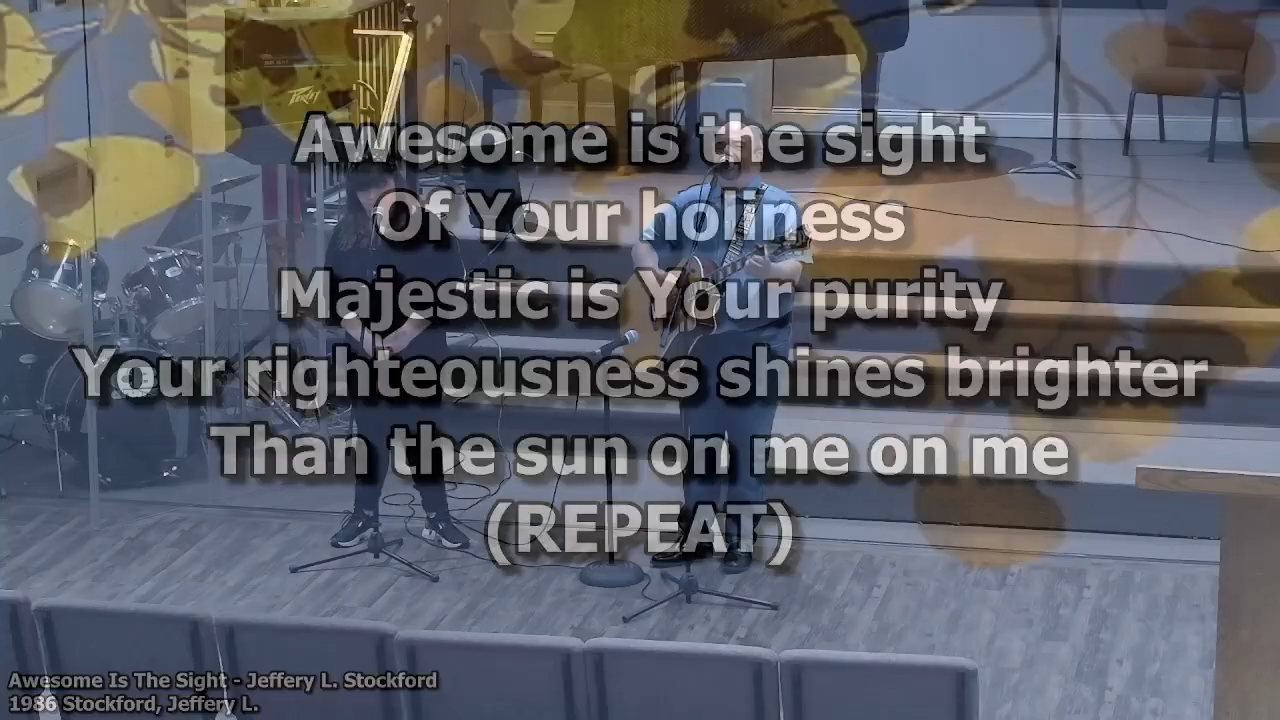 PEAVEY
Awesome is the sight
Of Your holiness
Majestic is Your purity
Your righteousness shines brighter
Than the sun on me on me
(REPEAT)
Awesome Is The Sight - Jeffery L. Stockford
1986 Stockford, Jeffery L.